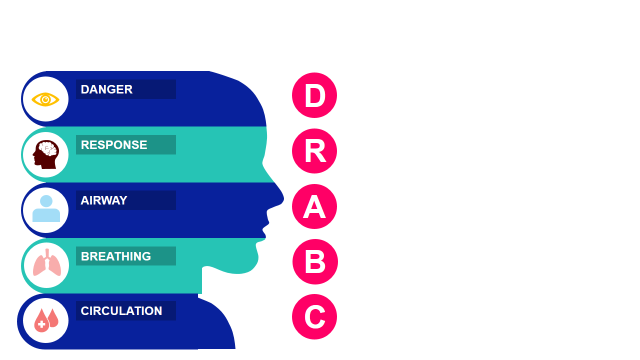 DANGER
D
RESPONSE
R
AIRWAY
A
BREATHING
B
CIRCULATION
C